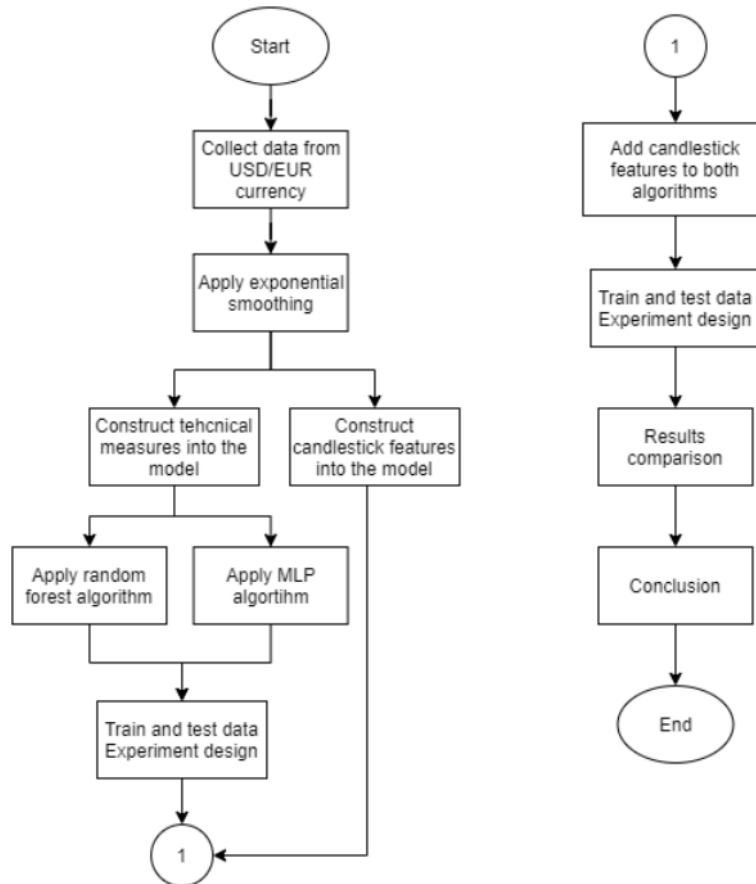 Start
Collect data from
USD/EUR
currency
Apply exponential
smoothing
Construct tehcnical
measures into the
model
Construct
candlestick features
into the model
Apply random
forest algorithm
Apply MLP
algortihm
Train and test data
Experiment design
1
1
Add candlestick
features to both
algorithms
Train and test data
Experiment design
Results
comparison
Conclusion
End